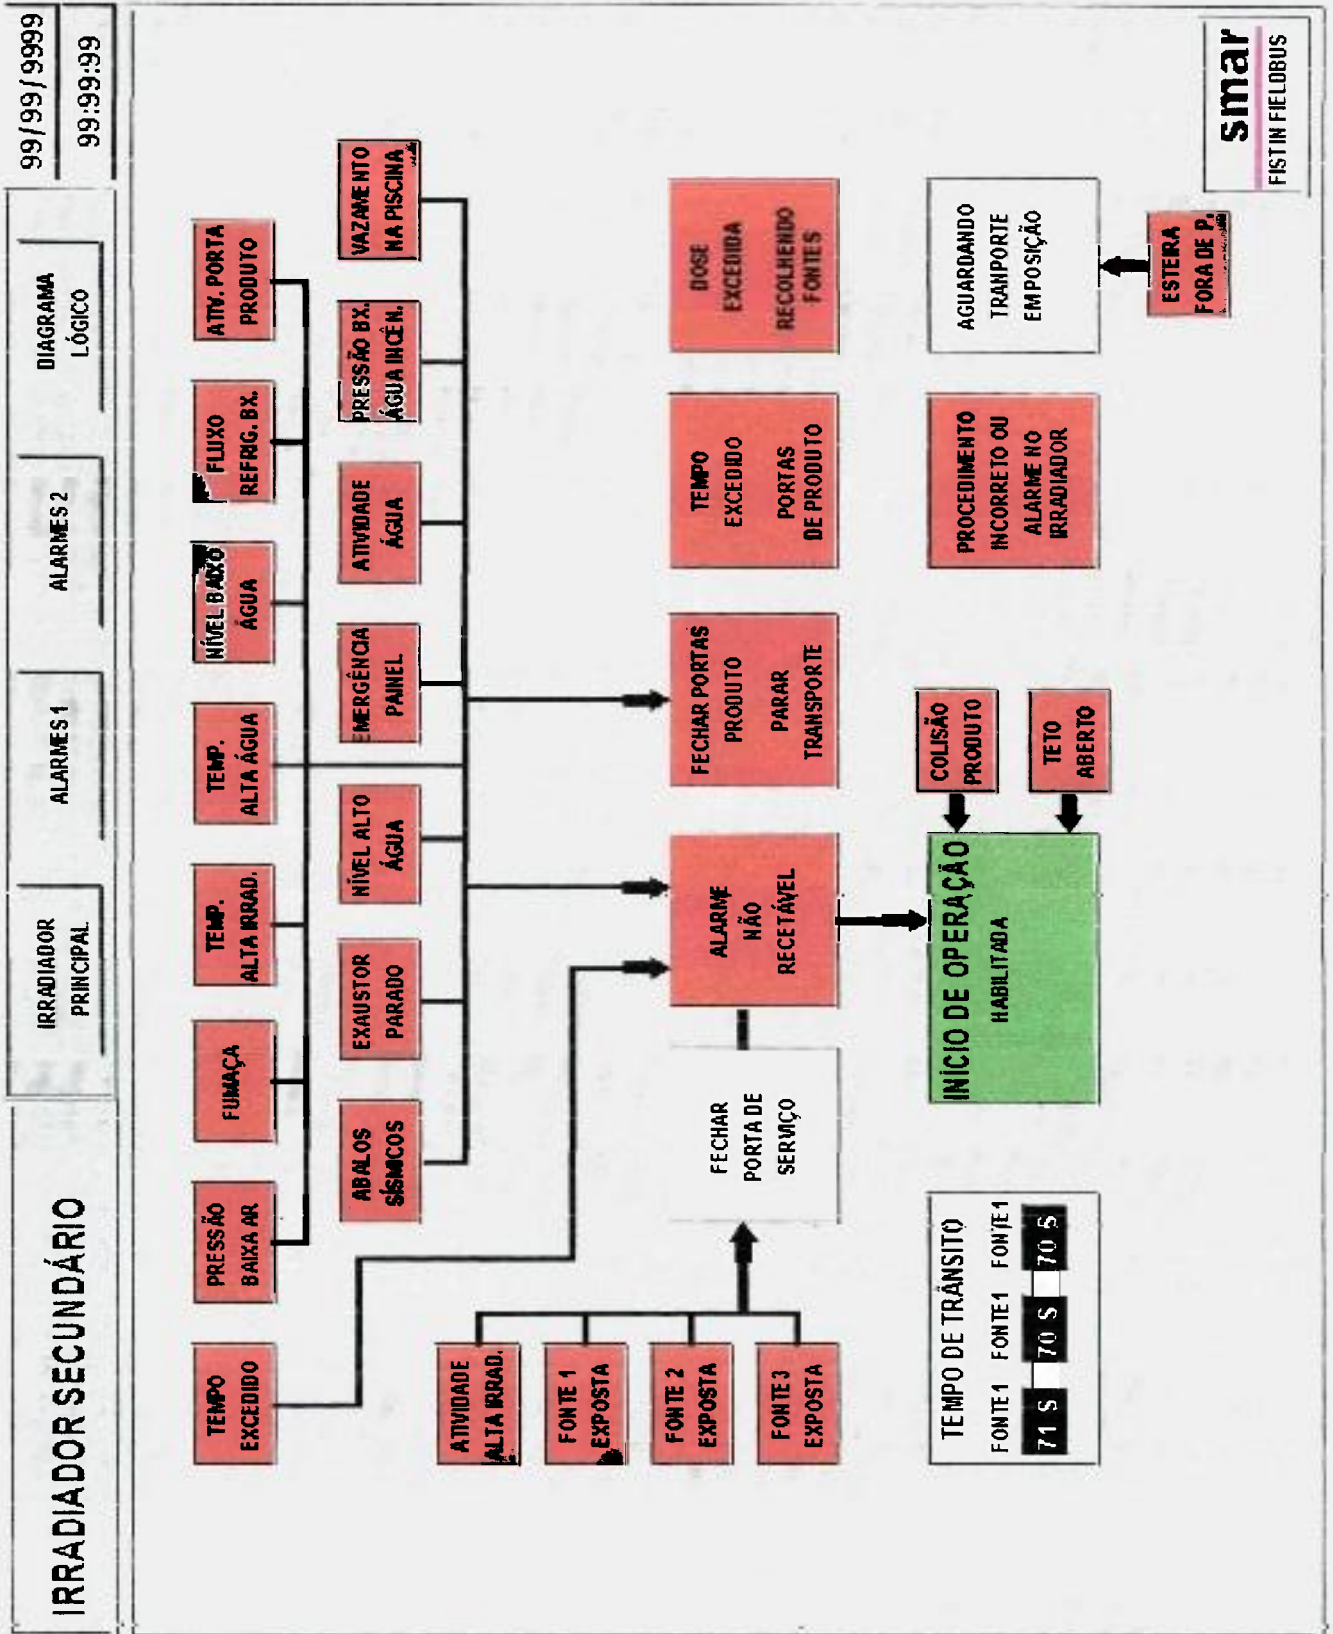 IRRADIADOR SECUNDÁRIO
IRRADIADOR
PRINCIPAL
ALARMES 1
ALARMES 2
DIAGRAMA
LÓGICO
99/99/9999
99:99:99
TEMPO
EXCEDIDO
PRESSÃO
BAIXA AR
FUMAÇA
TEMP.
ALTA IRRAD.
TEMP.
ALTA ÁGUA
NÍVEL BAIXO
ÁGUA
FLUXO
REFRIG. BX.
ATIV. PORTA
PRODUTO
ABALOS
SÍSMICOS
EXAUSTOR
PARADO
NÍVEL ALTO
ÁGUA
EMERGÊNCIA
PAINEL
ATIVIDADE
ÁGUA
PRESSÃO BX.
ÁGUA INCÊN.
VAZAMENTO
NA PISCINA
ATIVIDADE
ALTA IRRAD.
FONTE 1
EXPOSTA
FONTE 2
EXPOSTA
FONTE 3
EXPOSTA
FECHAR
PORTA DE
SERVIÇO
ALARME
NÃO
RECETÁVEL
FECHAR PORTAS
PRODUTO
PARAR
TRANSPORTE
TEMPO
EXCEDIDO
PORTAS
DE PRODUTO
DOSE
EXCEDIDA
RECOLHENDO
FONTES
TEMPO DE TRÂNSITO
FONTE1 FONTE1 FONTE1
71 S 70 S 70 S
INÍCIO DE OPERAÇÃO
HABILITADA
COLISÃO
PRODUTO
TETO
ABERTO
PROCEDIMENTO
INCORRETO OU
ALARME NO
IRRADIADOR
AGUARDANDO
TRANPORTE
EMPOSIÇÃO
ESTEIRA
FORA DE P.
smar
FISTIN FIELDBUS